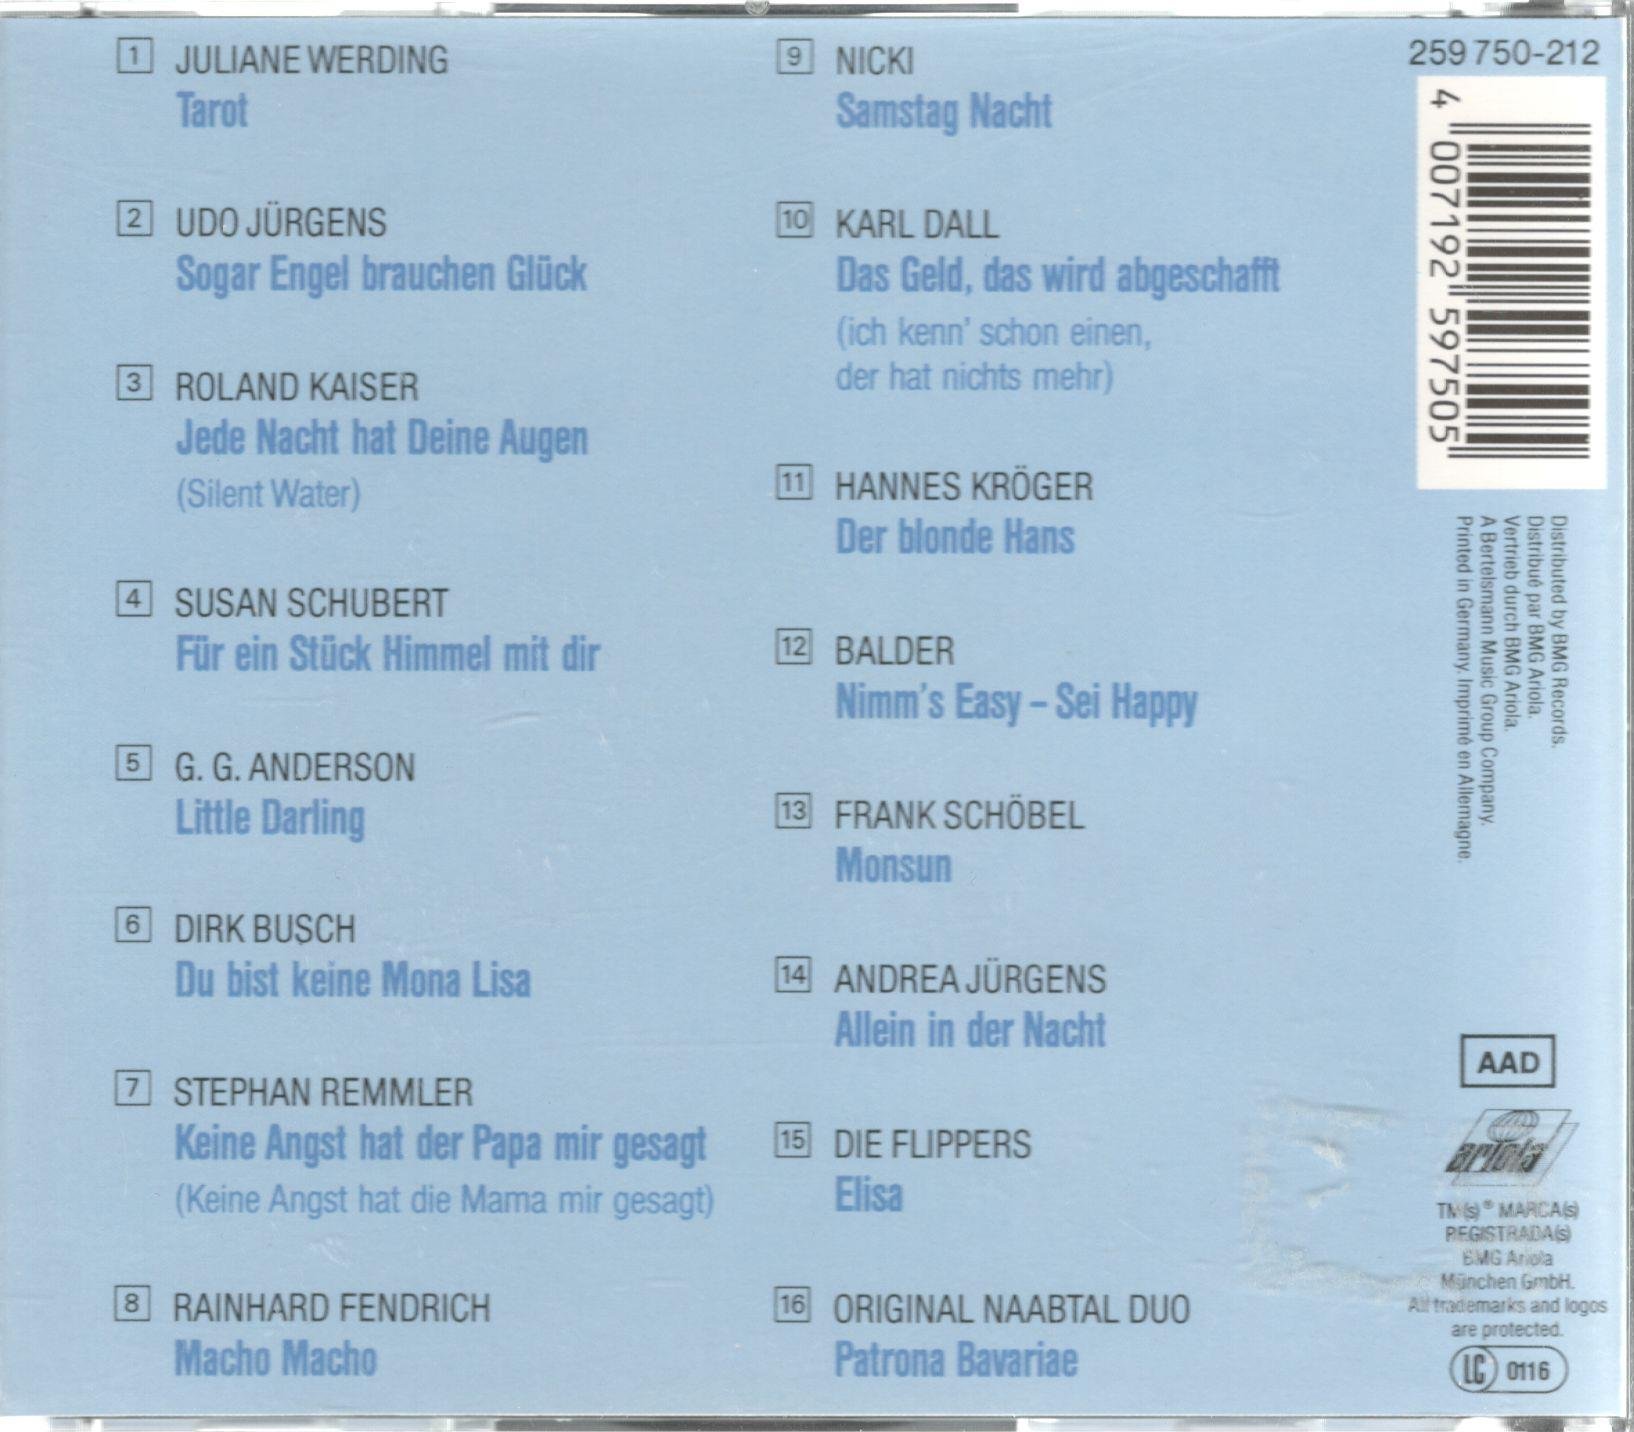 1 JULIANE WERDING
Tarot
2 UDO JÜRGENS
Sogar Engel brauchen Glück
3 ROLAND KAISER
Jede Nacht hat Deine Augen
(Silent Water)
4 SUSAN SCHUBERT
Für ein Stück Himmel mit dir
5 G. G. ANDERSON
Little Darling
6 DIRK BUSCH
Du bist keine Mona Lisa
7 STEPHAN REMMLER
Keine Angst hat der Papa mir gesagt
(Keine Angst hat die Mama mir gesagt)
8 RAINHARD FENDRICH
Macho Macho
9 NICKI
Samstag Nacht
10 KARL DALL
Das Geld, das wird abgeschafft
(ich kenn' schon einen,
der hat nichts mehr)
11 HANNES KRÖGER
Der blonde Hans
12 BALDER
Nimm's Easy – Sei Happy
13 FRANK SCHÖBEL
Monsun
14 ANDREA JÜRGENS
Allein in der Nacht
15 DIE FLIPPERS
Elisa
16 ORIGINAL NAABTAL DUO
Patrona Bavariae
259 750-212
4 007192 597505
Distributed by BMG Records.
Distribué par BMG Ariola.
Vertrieb durch BMG Ariola.
A Bertelsmann Music Group Company.
Printed in Germany. Imprimé en Allemagne.
AAD
ariola
TM(s) ® MARCA(s)
REGISTRADA(s)
BMG Ariola
München GmbH.
All trademarks and logos
are protected.
LC 0116